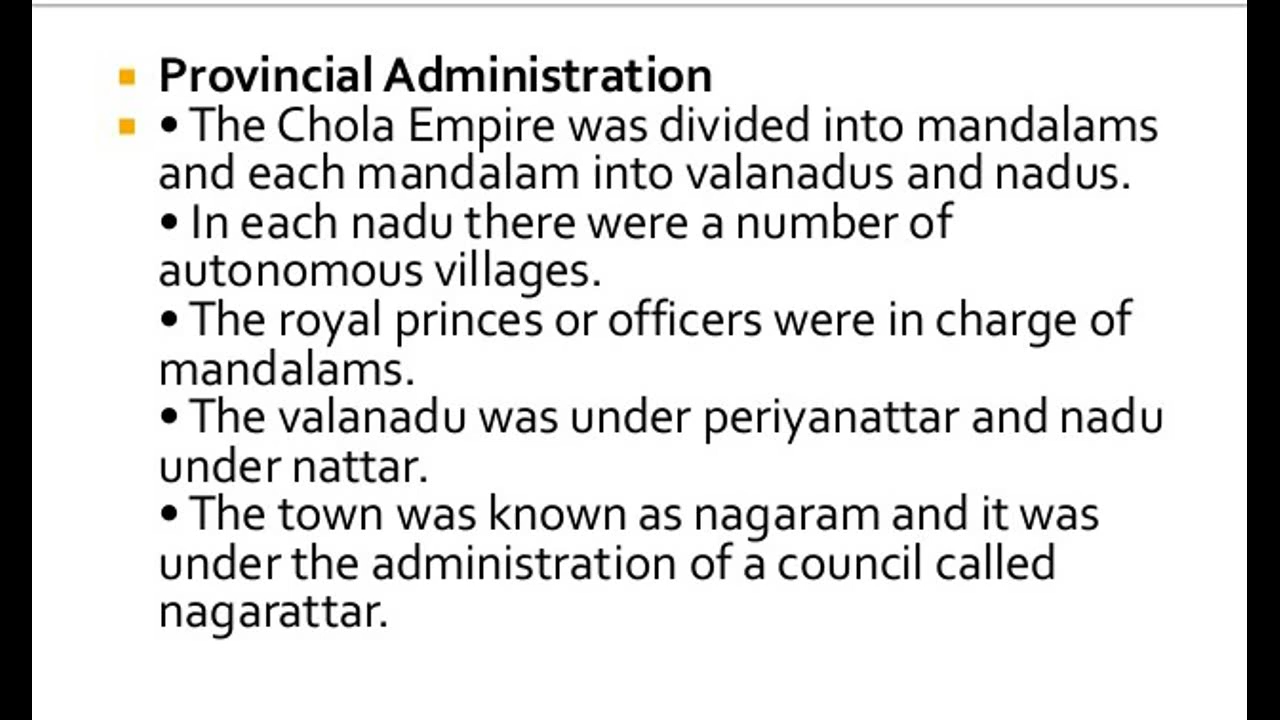 Provincial Administration
• The Chola Empire was divided into mandalams
and each mandalam into valanadus and nadus.
• In each nadu there were a number of
autonomous villages.
• The royal princes or officers were in charge of
mandalams.
• The valanadu was under periyanattar and nadu
under nattar.
• The town was known as nagaram and it was
under the administration of a council called
nagarattar.